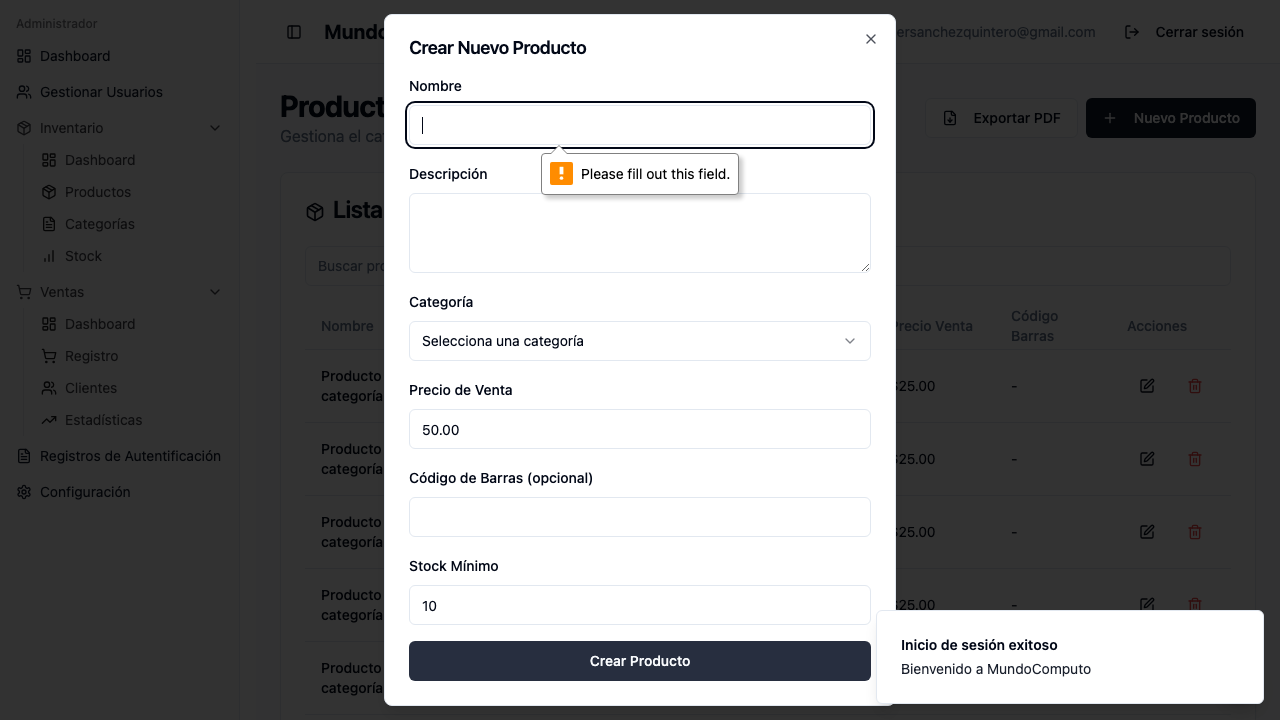 Administrador
Dashboard
Gestionar Usuarios
Inventario
Dashboard
Productos
Categorías
Stock
Ventas
Dashboard
Registro
Clientes
Estadísticas
Registros de Autentificación
Configuración
ersanchezquintero@gmail.com
Cerrar sesión
Exportar PDF
Nuevo Producto
Gestiona el
Lista
Buscar
Nombre
Precio Venta
Código
Barras
Acciones
Producto
categoría
$25.00
-
Producto
categoría
$25.00
-
Producto
categoría
$25.00
-
Producto
categoría
$25.00
Producto
categoría
Crear Nuevo Producto
Nombre
Please fill out this field.
Descripción
Categoría
Selecciona una categoría
Precio de Venta
50.00
Código de Barras (opcional)
Stock Mínimo
10
Crear Producto
Inicio de sesión exitoso
Bienvenido a MundoComputo